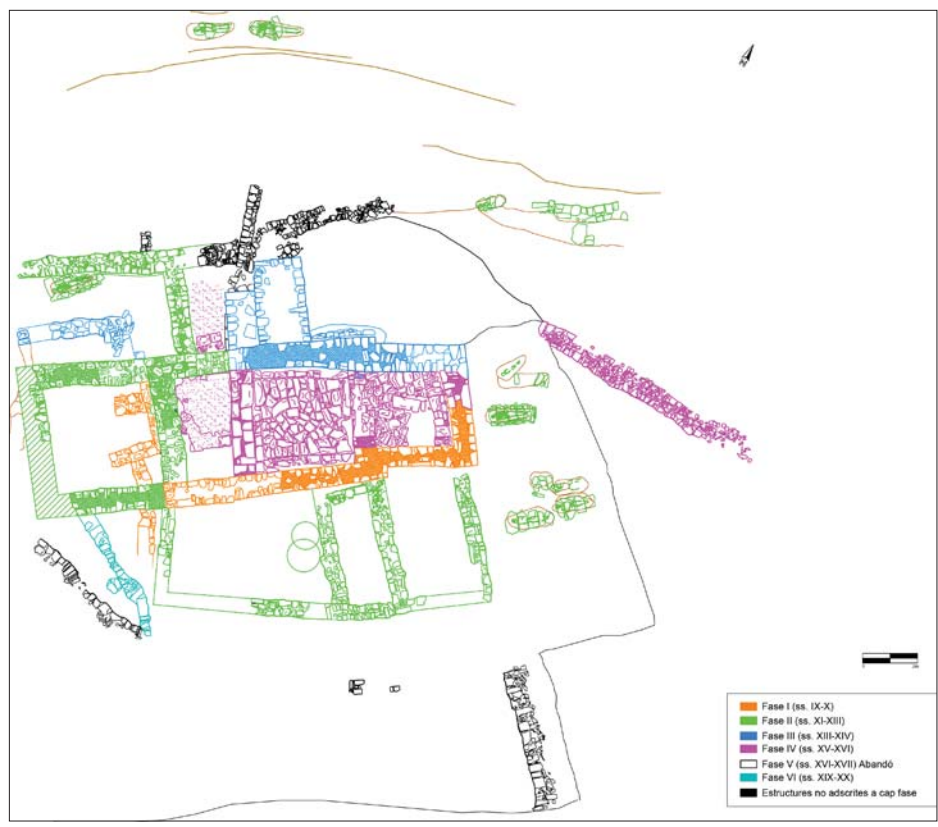 N
Fase I (ss. IX-X)
Fase II (ss. XI-XIII)
Fase III (ss. XIII-XIV)
Fase IV (ss. XV-XVI)
Fase V (ss. XVI-XVII) Abandó
Fase VI (ss. XIX-XX)
Estructures no adscrites a cap fase